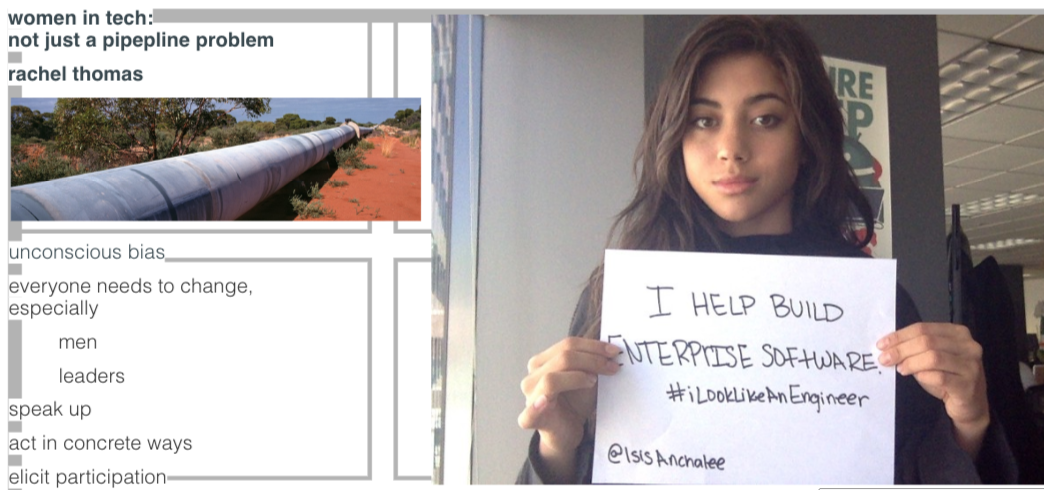 women in tech:
not just a pipepline problem
rachel thomas
unconscious bias
everyone needs to change,
especially
men
leaders
speak up
act in concrete ways
elicit participation
IRE
P
I HELP BUILD
ENTERPRISE SOFTWARE.
#iLookLikeAnEngineer
@IsisAnchalee